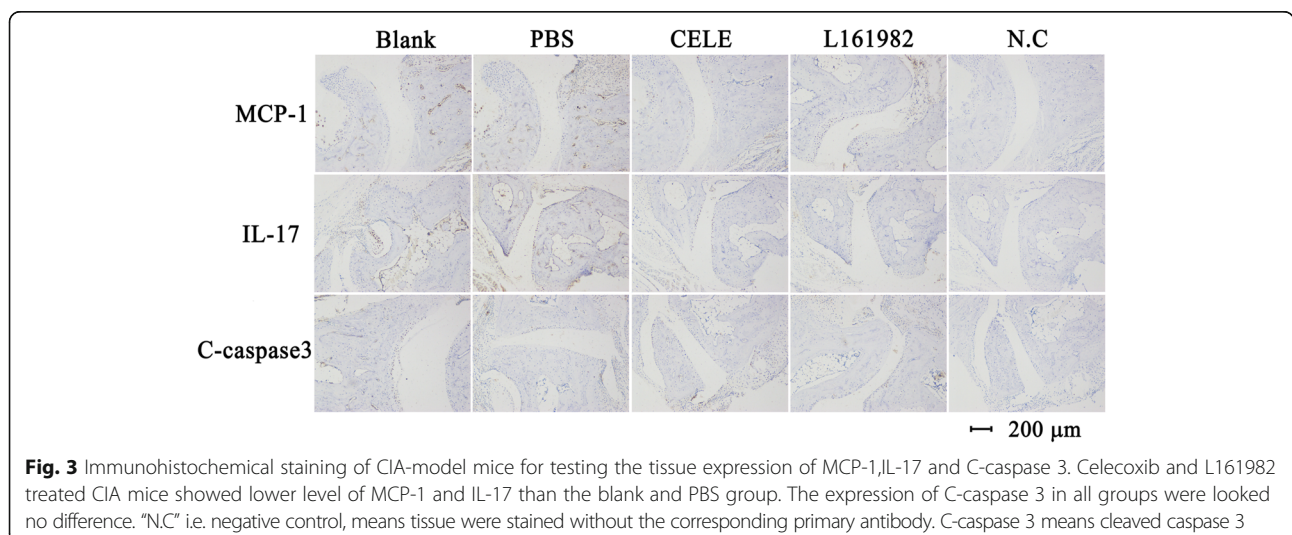 Blank PBS CELE L161982 N.C
MCP-1
IL-17
C-caspase3
200 μm
Fig. 3 Immunohistochemical staining of CIA-model mice for testing the tissue expression of MCP-1,IL-17 and C-caspase 3. Celecoxib and L161982
treated CIA mice showed lower level of MCP-1 and IL-17 than the blank and PBS group. The expression of C-caspase 3 in all groups were looked
no difference. “N.C” i.e. negative control, means tissue were stained without the corresponding primary antibody. C-caspase 3 means cleaved caspase 3